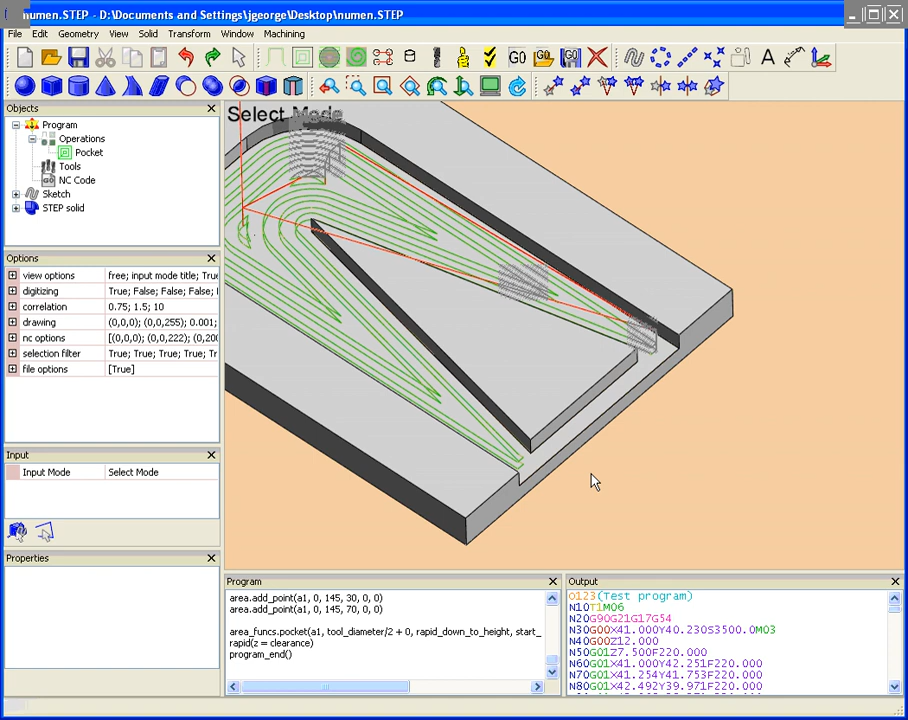 numen.STEP - D:\Documents and Settings\jgeorge\Desktop\numen.STEP
File Edit Geometry View Solid Transform Window Machining
G0
A
Objects
Program
Operations
Pocket
Tools
NC Code
Sketch
STEP solid
Select Mode
Options
view options free; input mode title; True
digitizing True; False; False; False;
correlation 0.75; 1.5; 10
drawing (0,0,0); (0,0,255); 0.001;
nc options [(0,0,0); (0,0,222); (0,200
selection filter True; True; True; True; Tr
file options [True]
Input
Input Mode Select Mode
Properties
Program
area.add_point(a1, 0, 145, 30, 0, 0)
area.add_point(a1, 0, 145, 70, 0, 0)
area_funcs.pocket(a1, tool_diameter/2 + 0, rapid_down_to_height, start_
rapid(z = clearance)
program_end()
Output
O123(Test program)
N10T1M06
N20G90G21G17G54
N30G00X41.000Y40.230S3500.0M03
N40G00Z12.000
N50G01Z7.500F220.000
N60G01X41.000Y42.251F220.000
N70G01X41.254Y41.753F220.000
N80G01X42.492Y39.971F220.000